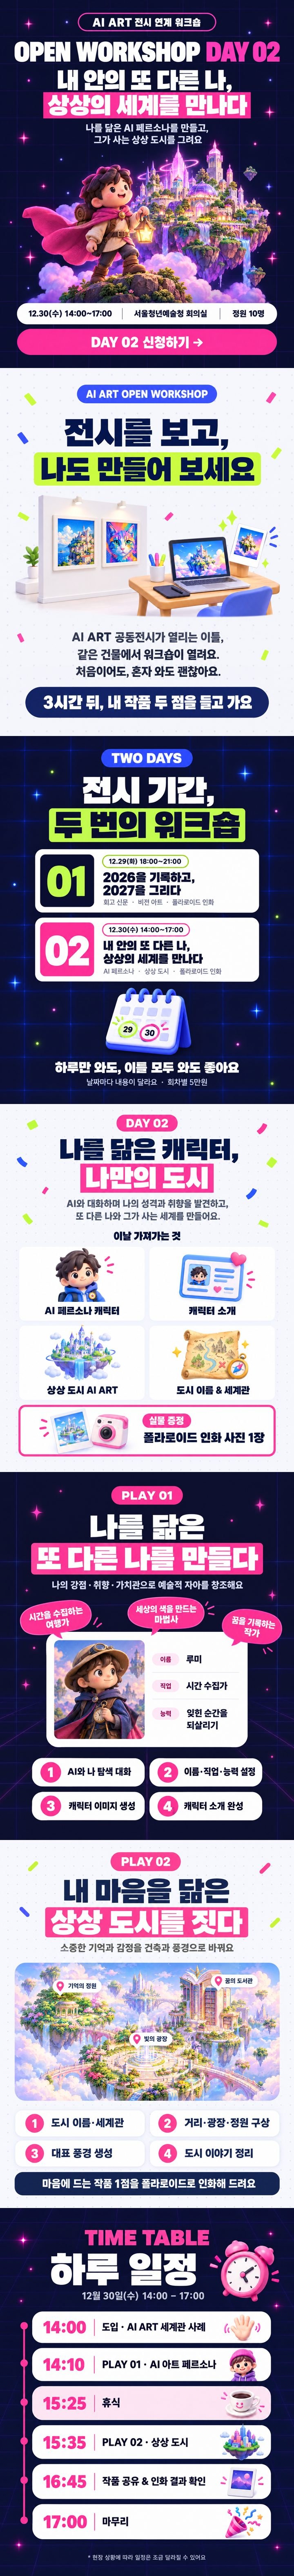 AI ART 전시 연계 워크숍
OPEN WORKSHOP DAY 02
내 안의 또 다른 나,
상상의 세계를 만나다
나를 닮은 AI 페르소나를 만들고,
그가 사는 상상 도시를 그려요
12.30(수) 14:00~17:00 | 서울청년예술청 회의실 | 정원 10명
DAY 02 신청하기 →
AI ART OPEN WORKSHOP
전시를 보고,
나도 만들어 보세요
AI ART 공동전시가 열리는 이틀,
같은 건물에서 워크숍이 열려요.
처음이어도, 혼자 와도 괜찮아요.
3시간 뒤, 내 작품 두 점을 들고 가요
TWO DAYS
전시 기간,
두 번의 워크숍
01
12.29(화) 18:00~21:00
2026을 기록하고,
2027을 그리다
회고 신문 · 비전 아트 · 폴라로이드 인화
02
12.30(수) 14:00~17:00
내 안의 또 다른 나,
상상의 세계를 만나다
AI 페르소나 · 상상 도시 · 폴라로이드 인화
29
30
하루만 와도, 이틀 모두 와도 좋아요
날짜마다 내용이 달라요 · 회차별 5만원
DAY 02
나를 닮은 캐릭터,
나만의 도시
AI와 대화하며 나의 성격과 취향을 발견하고,
또 다른 나와 그가 사는 세계를 만들어요.
이날 가져가는 것
AI 페르소나 캐릭터
캐릭터 소개
상상 도시 AI ART
도시 이름 & 세계관
실물 증정
폴라로이드 인화 사진 1장
PLAY 01
나를 닮은
또 다른 나를 만들다
나의 강점 · 취향 · 가치관으로 예술적 자아를 창조해요
시간을 수집하는
여행가
세상의 색을 만드는
마법사
꿈을 기록하는
작가
이름 루미
직업 시간 수집가
능력 잊힌 순간을
되살리기
1 AI와 나 탐색 대화
2 이름·직업·능력 설정
3 캐릭터 이미지 생성
4 캐릭터 소개 완성
PLAY 02
내 마음을 닮은
상상 도시를 짓다
소중한 기억과 감정을 건축과 풍경으로 바꿔요
기억의 정원
꿈의 도서관
빛의 광장
1 도시 이름·세계관
2 거리·광장·정원 구상
3 대표 풍경 생성
4 도시 이야기 정리
마음에 드는 작품 1점을 폴라로이드로 인화해 드려요
TIME TABLE
하루 일정
12월 30일(수) 14:00 – 17:00
14:00 | 도입 · AI ART 세계관 사례
14:10 | PLAY 01 · AI 아트 페르소나
15:25 | 휴식
15:35 | PLAY 02 · 상상 도시
16:45 | 작품 공유 & 인화 결과 확인
17:00 | 마무리
* 현장 상황에 따라 일정은 조금 달라질 수 있어요